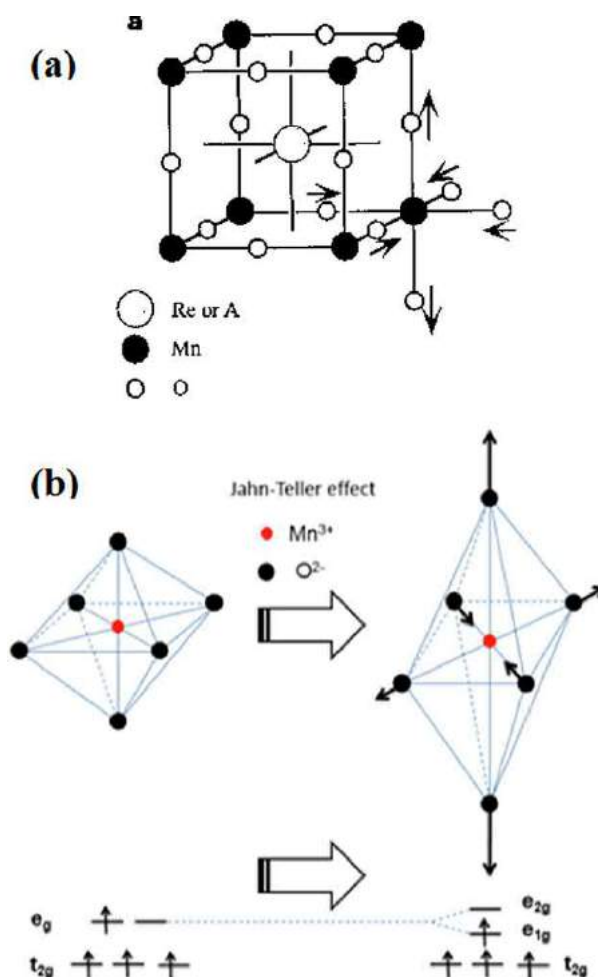 a
(a)
Re or A
Mn
O
(b)
Jahn-Teller effect
Mn³⁺
O²⁻
e₂g
eg
e₁g
t₂g
t₂g